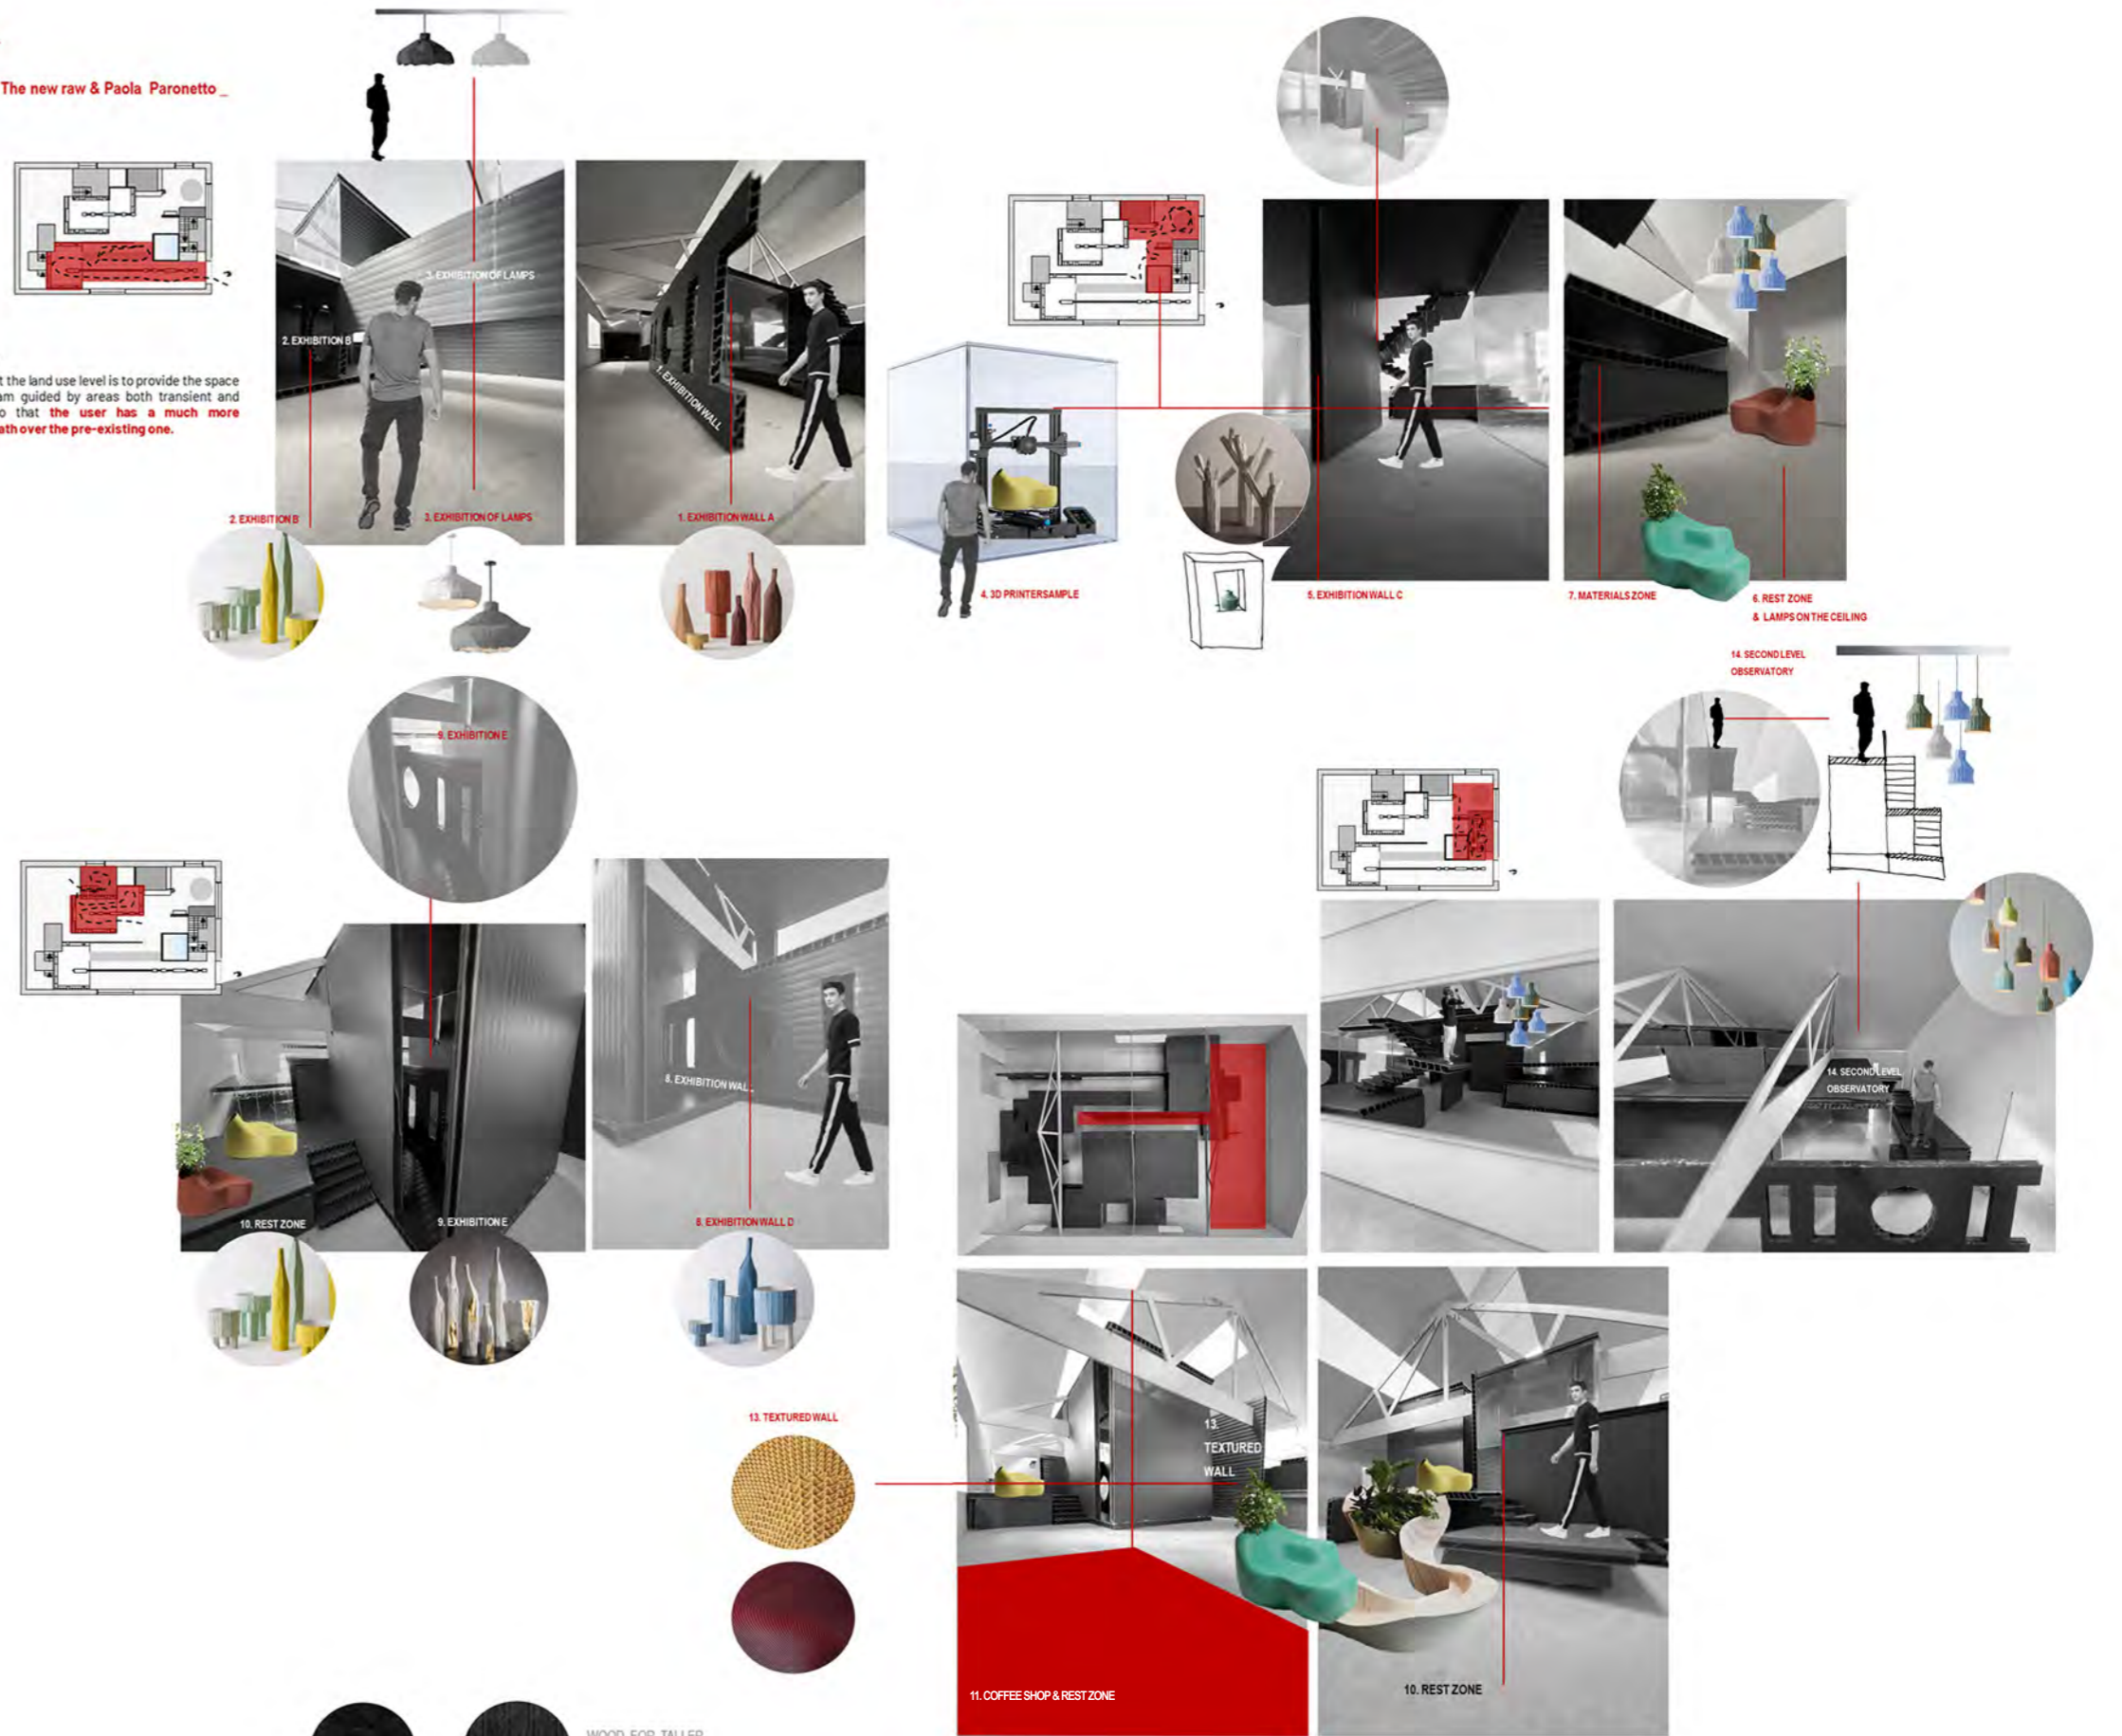 The new raw & Paola Paronetto _
t the land use level is to provide the space
am guided by areas both transient and
o that the user has a much more
ath over the pre-existing one.
3. EXHIBITION OF LAMPS
2. EXHIBITION B
1. EXHIBITION WALL
2. EXHIBITION B
3. EXHIBITION OF LAMPS
1. EXHIBITION WALL A
4. 3D PRINTER SAMPLE
5. EXHIBITION WALL C
7. MATERIALS ZONE
6. REST ZONE
& LAMPS ON THE CEILING
14. SECOND LEVEL
OBSERVATORY
9. EXHIBITION E
8. EXHIBITION WALL
10. REST ZONE
9. EXHIBITION E
8. EXHIBITION WALL D
14. SECOND LEVEL
OBSERVATORY
13. TEXTURED WALL
13.
TEXTURED
WALL
11. COFFEE SHOP & REST ZONE
10. REST ZONE
WOOD FOR TALLER